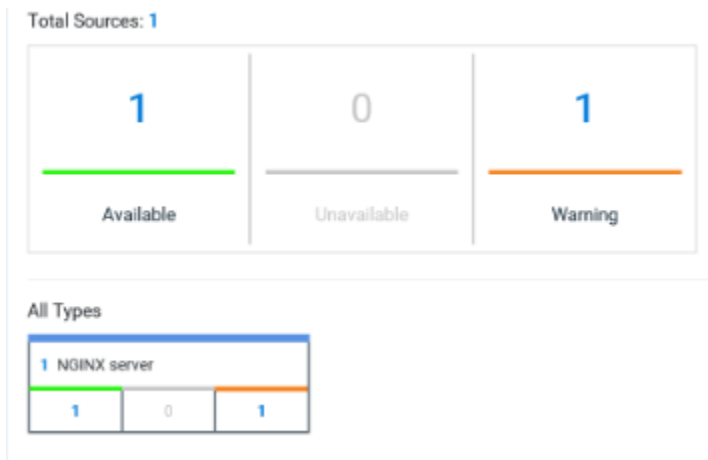 Total Sources: 1
1 0 1
Available Unavailable Warning
All Types
1 NGINX server
1 0 1